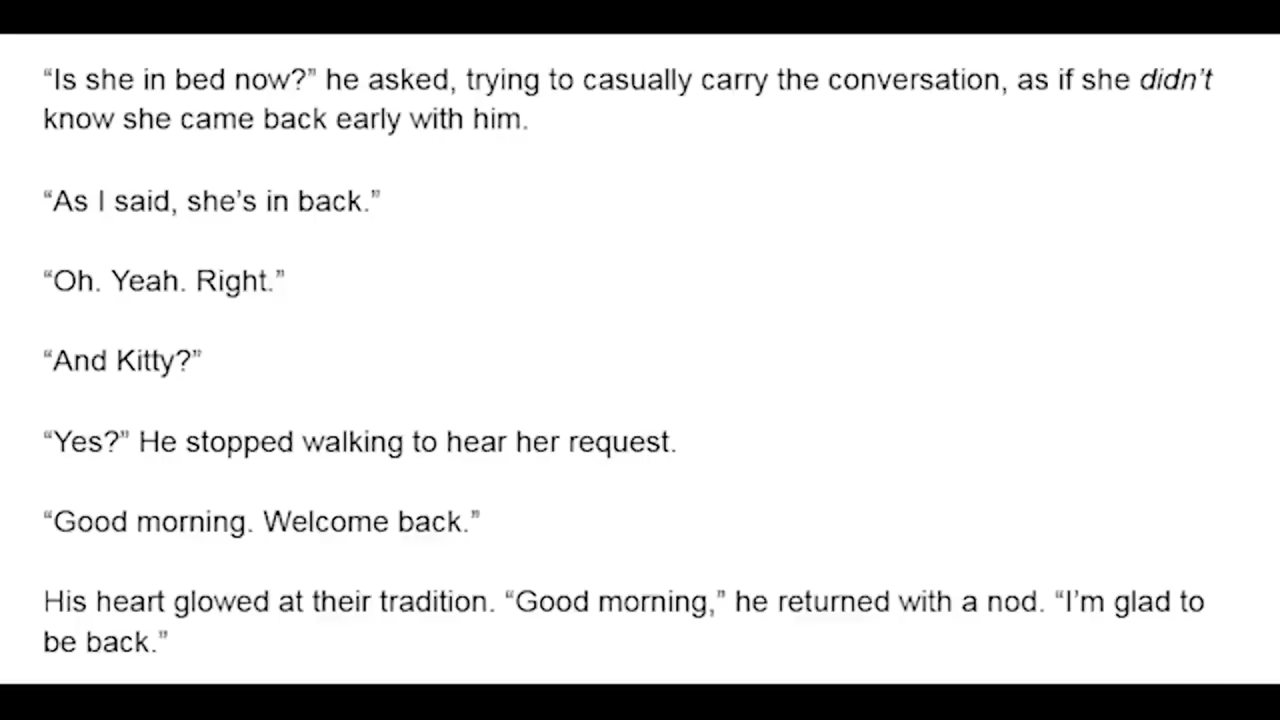 “Is she in bed now?” he asked, trying to casually carry the conversation, as if she didn’t
know she came back early with him.
“As I said, she’s in back.”
“Oh. Yeah. Right.”
“And Kitty?”
“Yes?” He stopped walking to hear her request.
“Good morning. Welcome back.”
His heart glowed at their tradition. “Good morning,” he returned with a nod. “I’m glad to
be back.”